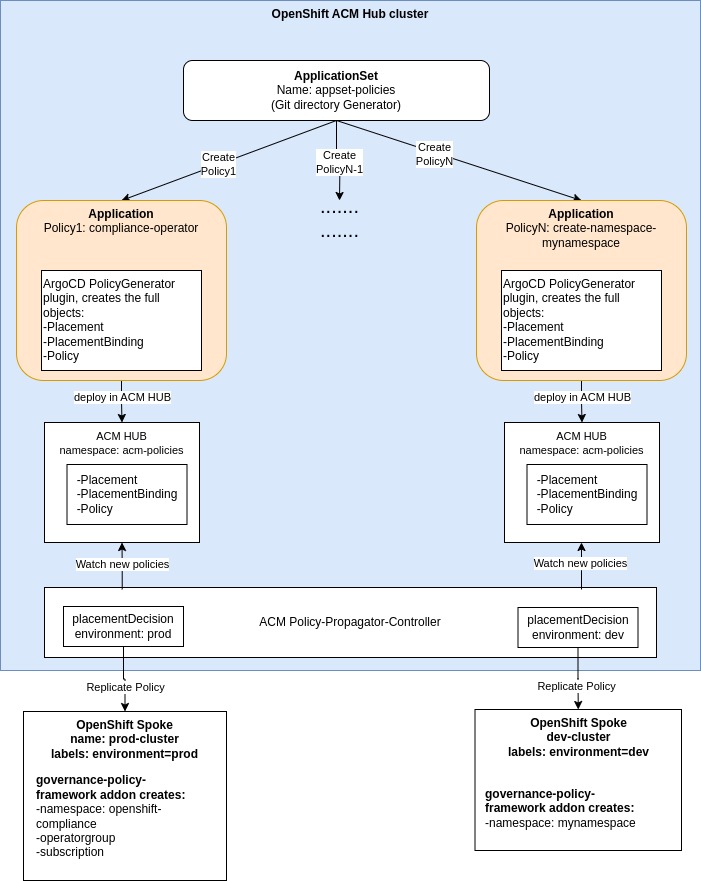 OpenShift ACM Hub cluster
ApplicationSet
Name: appset-policies
(Git directory Generator)
Create
Policy1
Create
PolicyN-1
Create
PolicyN
.......
.......
Application
Policy1: compliance-operator
ArgoCD PolicyGenerator
plugin, creates the full
objects:
-Placement
-PlacementBinding
-Policy
Application
PolicyN: create-namespace-
mynamespace
ArgoCD PolicyGenerator
plugin, creates the full
objects:
-Placement
-PlacementBinding
-Policy
deploy in ACM HUB
deploy in ACM HUB
ACM HUB
namespace: acm-policies
-Placement
-PlacementBinding
-Policy
ACM HUB
namespace: acm-policies
-Placement
-PlacementBinding
-Policy
Watch new policies
Watch new policies
placementDecision
environment: prod
ACM Policy-Propagator-Controller
placementDecision
environment: dev
Replicate Policy
Replicate Policy
OpenShift Spoke
name: prod-cluster
labels: environment=prod
governance-policy-
framework addon creates:
-namespace: openshift-
compliance
-operatorgroup
-subscription
OpenShift Spoke
dev-cluster
labels: environment=dev
governance-policy-
framework addon creates:
-namespace: mynamespace